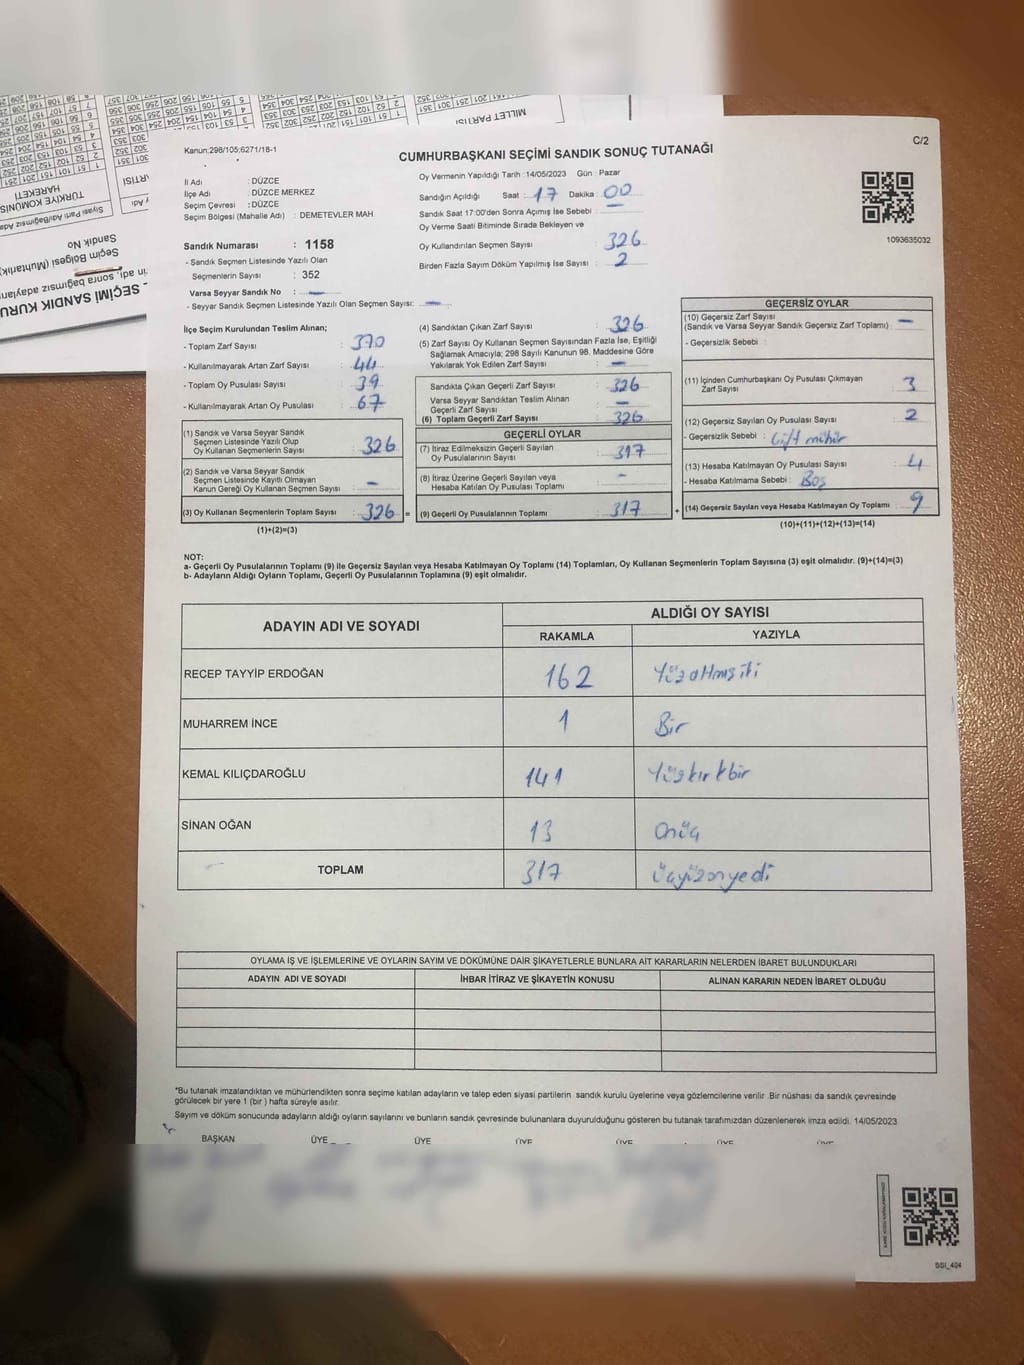 Kanun:298/105;6271/18-1
C/2
CUMHURBAŞKANI SEÇİMİ SANDIK SONUÇ TUTANAĞI
İl Adı : DÜZCE
İlçe Adı : DÜZCE MERKEZ
Seçim Çevresi : DÜZCE
Seçim Bölgesi (Mahalle Adı) : DEMETEVLER MAH.
Sandık Numarası : 1158
- Sandık Seçmen Listesinde Yazılı Olan
Seçmenlerin Sayısı : 352
Varsa Seyyar Sandık No : —
- Seyyar Sandık Seçmen Listesinde Yazılı Olan Seçmen Sayısı: —
Oy Vermenin Yapıldığı Tarih : 14/05/2023 Gün : Pazar
Sandığın Açıldığı Saat : 17 Dakika : 00
Sandık Saat 17:00'den Sonra Açımış İse Sebebi : —
Oy Verme Saati Bitiminde Sırada Bekleyen ve
Oy Kullandırılan Seçmen Sayısı : 326
Birden Fazla Sayım Döküm Yapılmış İse Sayısı : 2
1093635032
İlçe Seçim Kurulundan Teslim Alınan;
- Toplam Zarf Sayısı : 370
- Kullanılmayarak Artan Zarf Sayısı : 44
- Toplam Oy Pusulası Sayısı : 39
- Kullanılmayarak Artan Oy Pusulası : 67
(1) Sandık ve Varsa Seyyar Sandık
Seçmen Listesinde Yazılı Olup
Oy Kullanan Seçmenlerin Sayısı : 326
(2) Sandık ve Varsa Seyyar Sandık
Seçmen Listesinde Kayıtlı Olmayan
Kanun Gereği Oy Kullanan Seçmen Sayısı : —
(3) Oy Kullanan Seçmenlerin Toplam Sayısı : 326 =
(1)+(2)=(3)
(4) Sandıktan Çıkan Zarf Sayısı : 326
(5) Zarf Sayısı Oy Kullanan Seçmen Sayısından Fazla İse, Eşitliği
Sağlamak Amacıyla; 298 Sayılı Kanunun 98. Maddesine Göre
Yakılarak Yok Edilen Zarf Sayısı : —
Sandıkta Çıkan Geçerli Zarf Sayısı : 326
Varsa Seyyar Sandıktan Teslim Alınan
Geçerli Zarf Sayısı : —
(6) Toplam Geçerli Zarf Sayısı : 326
GEÇERLİ OYLAR
(7) İtiraz Edilmeksizin Geçerli Sayılan
Oy Pusulalarının Sayısı : 317
(8) İtiraz Üzerine Geçerli Sayılan veya
Hesaba Katılan Oy Pusulası Toplamı : —
(9) Geçerli Oy Pusulalarının Toplamı : 317 +
GEÇERSİZ OYLAR
(10) Geçersiz Zarf Sayısı
(Sandık ve Varsa Seyyar Sandık Geçersiz Zarf Toplamı) : —
- Geçersizlik Sebebi :
(11) İçinden Cumhurbaşkanı Oy Pusulası Çıkmayan
Zarf Sayısı : 3
(12) Geçersiz Sayılan Oy Pusulası Sayısı : 2
- Geçersizlik Sebebi : Çift mühür
(13) Hesaba Katılmayan Oy Pusulası Sayısı : 4
- Hesaba Katılmama Sebebi : Boş
(14) Geçersiz Sayılan veya Hesaba Katılmayan Oy Toplamı : 9
(10)+(11)+(12)+(13)=(14)
NOT:
a- Geçerli Oy Pusulalarının Toplamı (9) ile Geçersiz Sayılan veya Hesaba Katılmayan Oy Toplamı (14) Toplamları, Oy Kullanan Seçmenlerin Toplam Sayısına (3) eşit olmalıdır. (9)+(14)=(3)
b- Adayların Aldığı Oyların Toplamı, Geçerli Oy Pusulalarının Toplamına (9) eşit olmalıdır.
ADAYIN ADI VE SOYADI
ALDIĞI OY SAYISI
RAKAMLA YAZIYLA
RECEP TAYYİP ERDOĞAN 162 Yüzaltmışiki
MUHARREM İNCE 1 Bir
KEMAL KILIÇDAROĞLU 141 Yüzkırkbir
SİNAN OĞAN 13 Onüç
TOPLAM 317 Üçyüzonyedi
OYLAMA İŞ VE İŞLEMLERİNE VE OYLARIN SAYIM VE DÖKÜMÜNE DAİR ŞİKAYETLERLE BUNLARA AİT KARARLARIN NELERDEN İBARET BULUNDUKLARI
ADAYIN ADI VE SOYADI İHBAR İTİRAZ VE ŞİKAYETİN KONUSU ALINAN KARARIN NEDEN İBARET OLDUĞU
*Bu tutanak imzalandıktan ve mühürlendikten sonra seçime katılan adayların ve talep eden siyasi partilerin sandık kurulu üyelerine veya gözlemcilerine verilir .Bir nüshası da sandık çevresinde
görülecek bir yere 1 (bir ) hafta süreyle asılır.
Sayım ve döküm sonucunda adayların aldığı oyların sayılarını ve bunların sandık çevresinde bulunanlara duyurulduğunu gösteren bu tutanak tarafımızdan düzenlenerek imza edildi. 14/05/2023
BAŞKAN ÜYE ÜYE ÜYE ÜYE ÜYE ÜYE